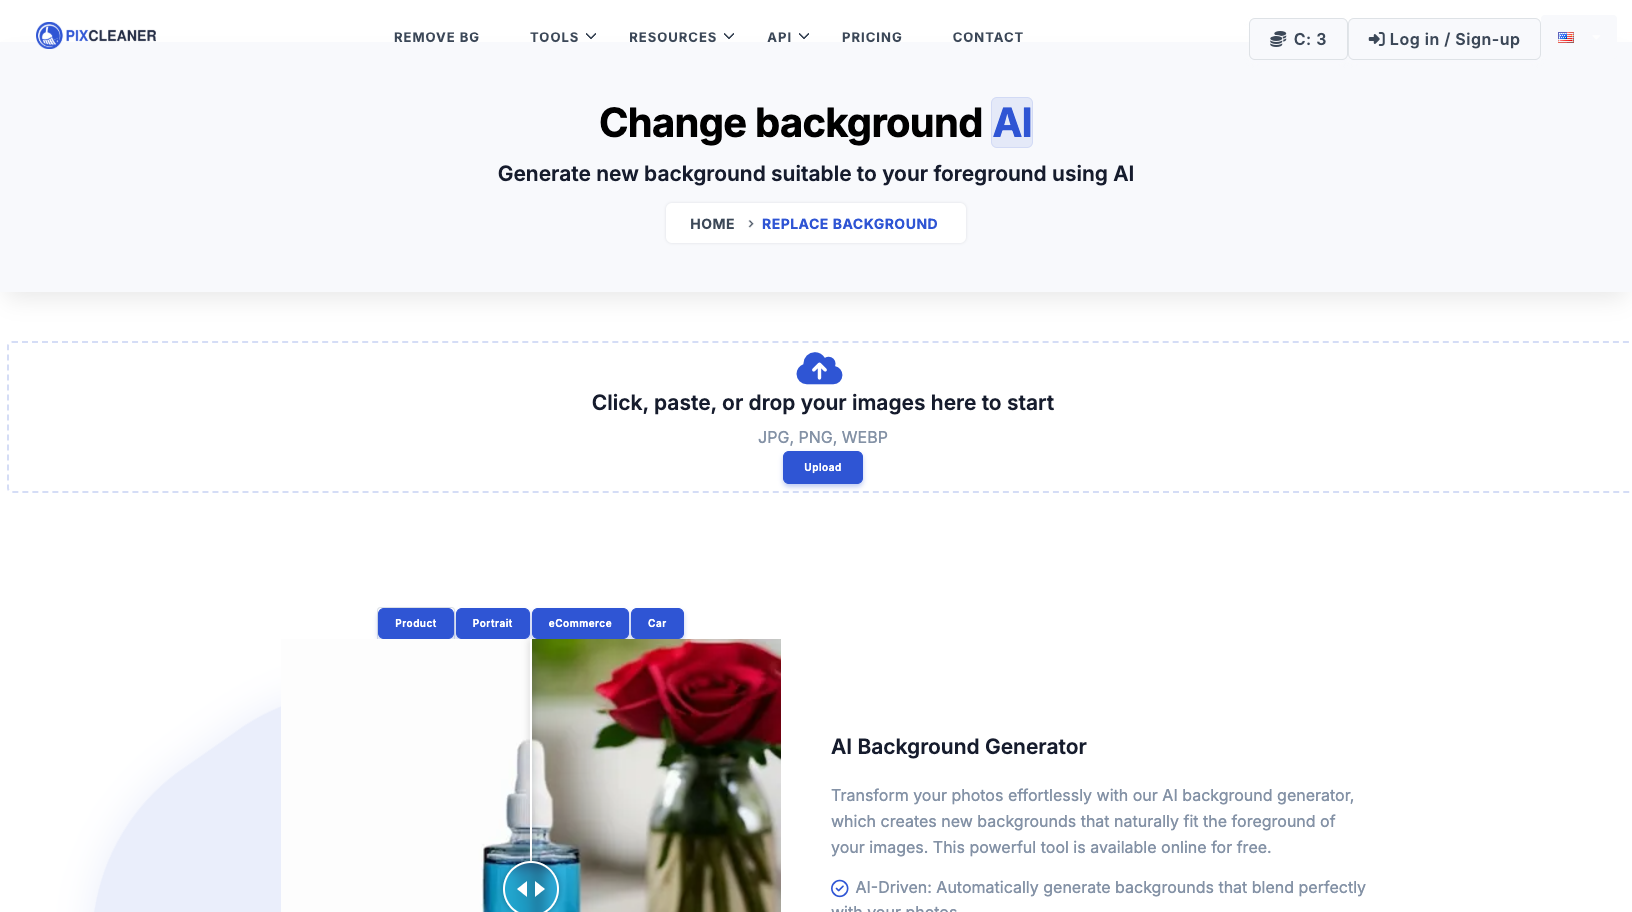 PIXCLEANER
REMOVE BG
TOOLS
RESOURCES
API
PRICING
CONTACT
C: 3
Log in / Sign-up
Change background AI
Generate new background suitable to your foreground using AI
HOME
REPLACE BACKGROUND
Click, paste, or drop your images here to start
JPG, PNG, WEBP
Upload
Product
Portrait
eCommerce
Car
AI Background Generator
Transform your photos effortlessly with our AI background generator,
which creates new backgrounds that naturally fit the foreground of
your images. This powerful tool is available online for free.
AI-Driven: Automatically generate backgrounds that blend perfectly
with your photos